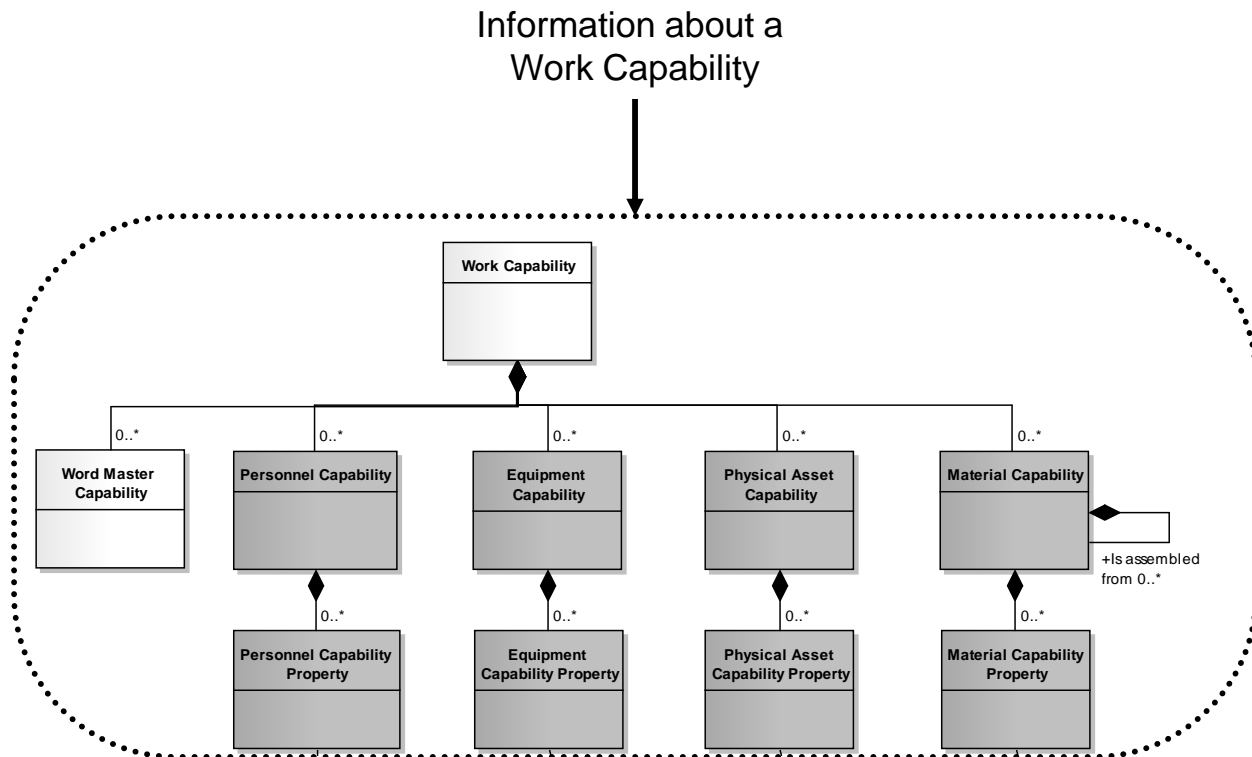 Information about a
Work Capability
Work Capability
0..*
0..*
0..*
0..*
0..*
Word Master
Capability
Personnel Capability
Equipment
Capability
Physical Asset
Capability
Material Capability
+Is assembled
from 0..*
0..*
0..*
0..*
0..*
Personnel Capability
Property
Equipment
Capability Property
Physical Asset
Capability Property
Material Capability
Property